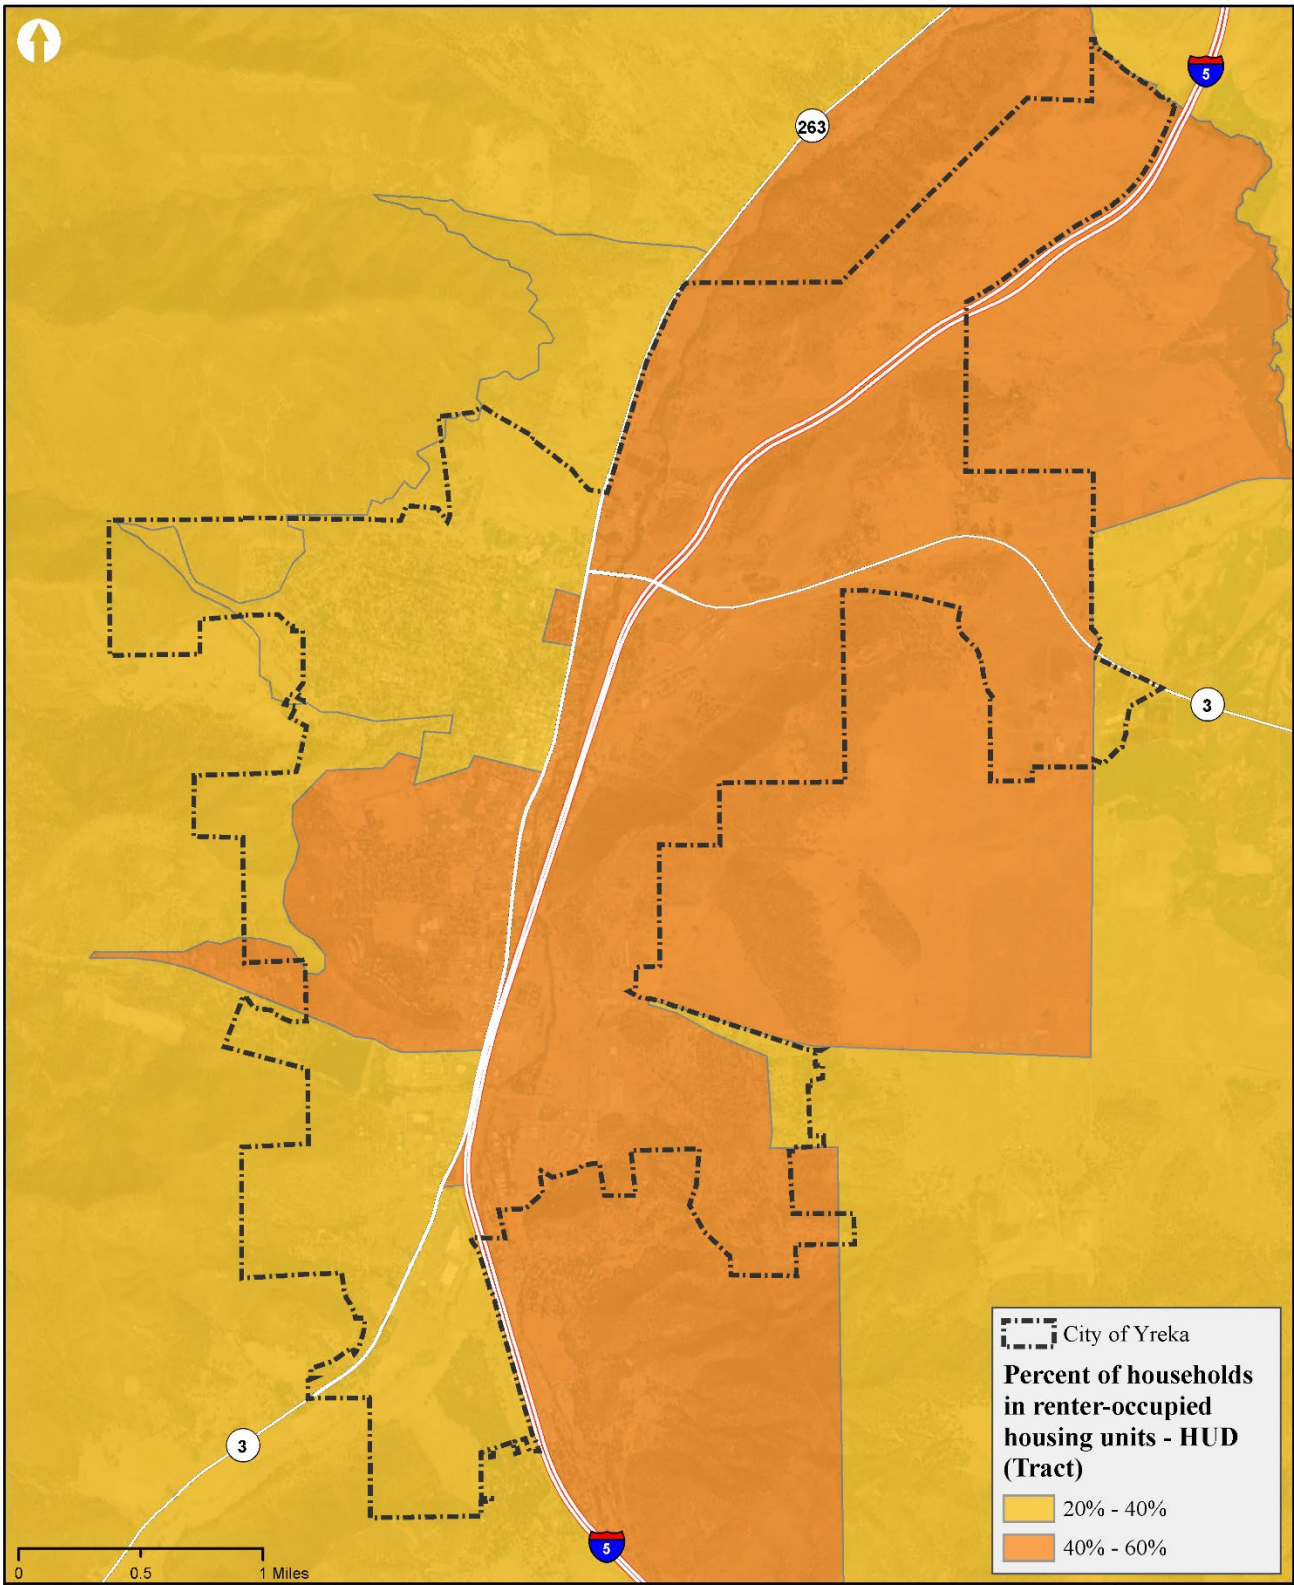 5
263
3
City of Yreka
Percent of households
in renter-occupied
housing units - HUD
(Tract)
20% - 40%
40% - 60%
3
5
0 0.5 1 Miles